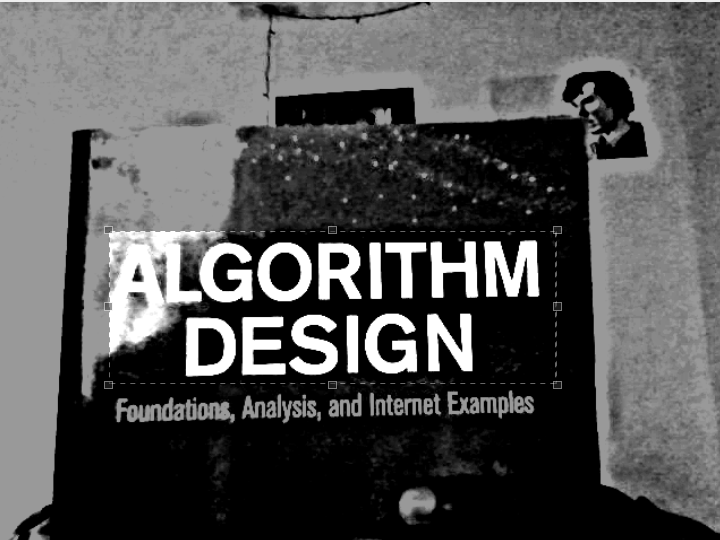 ALGORITHM
DESIGN
Foundations, Analysis, and Internet Examples